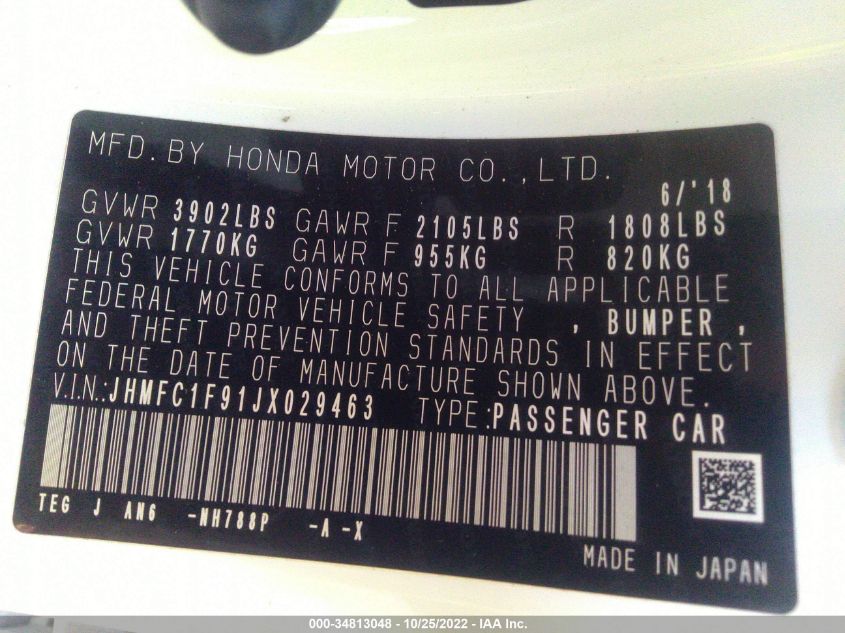 MFD. BY HONDA MOTOR CO., LTD.
6/'18
GVWR 3902LBS GAWR F 2105LBS R 1808LBS
GVWR 1770KG GAWR F 955KG R 820KG
THIS VEHICLE CONFORMS TO ALL APPLICABLE
FEDERAL MOTOR VEHICLE SAFETY , BUMPER ,
AND THEFT PREVENTION STANDARDS IN EFFECT
ON THE DATE OF MANUFACTURE SHOWN ABOVE.
V.I.N.:JHMFC1F91JX029463 TYPE:PASSENGER CAR
TEG J AN6 -NH788P -A -X
MADE IN JAPAN
000-34813048 - 10/25/2022 - IAA Inc.